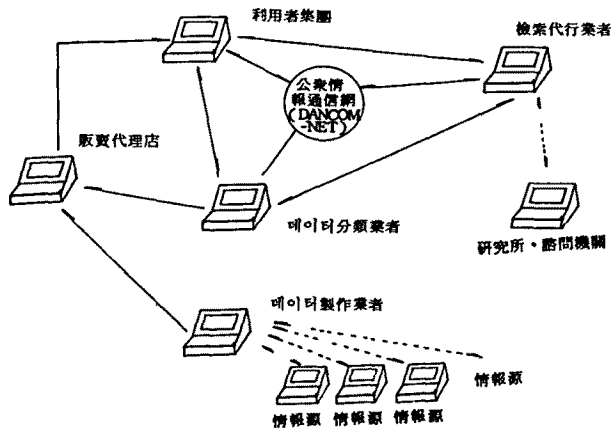 利用者集團
檢索代行業者
公衆情
報通信網
(DANCOM
-NET)
販賣代理店
데이터分類業者
研究所・諮問機關
데이터製作業者
情報源
情報源 情報源 情報源